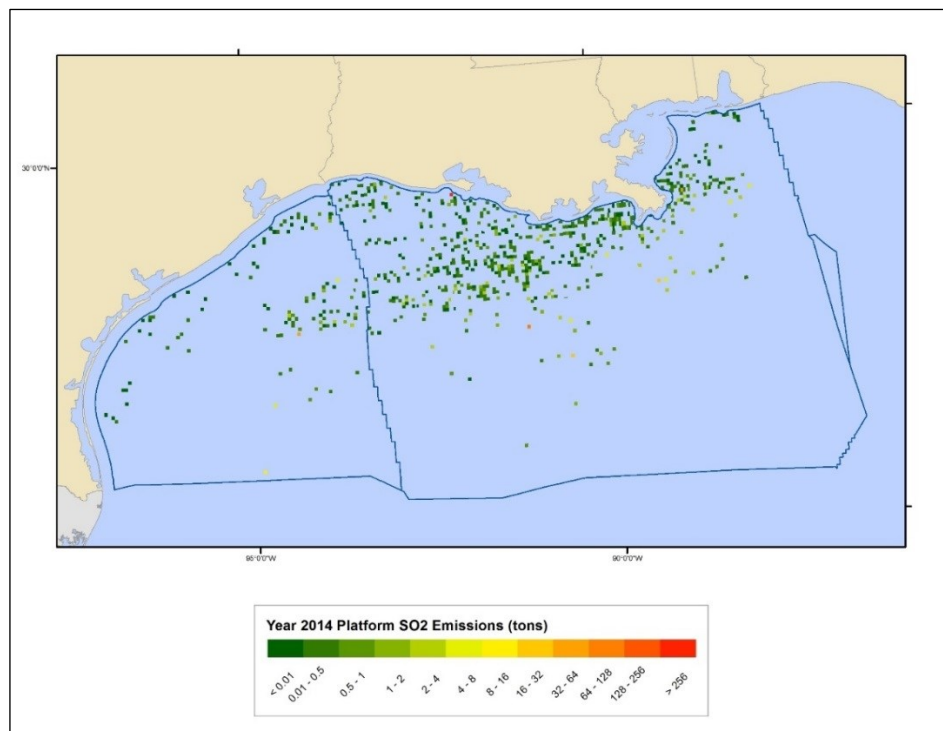 30°0'0"N
95°0'0"W
90°0'0"W
Year 2014 Platform SO2 Emissions (tons)
< 0.01
0.01 - 0.5
0.5 - 1
1 - 2
2 - 4
4 - 8
8 - 16
16 - 32
32 - 64
64 - 128
128 - 256
> 256